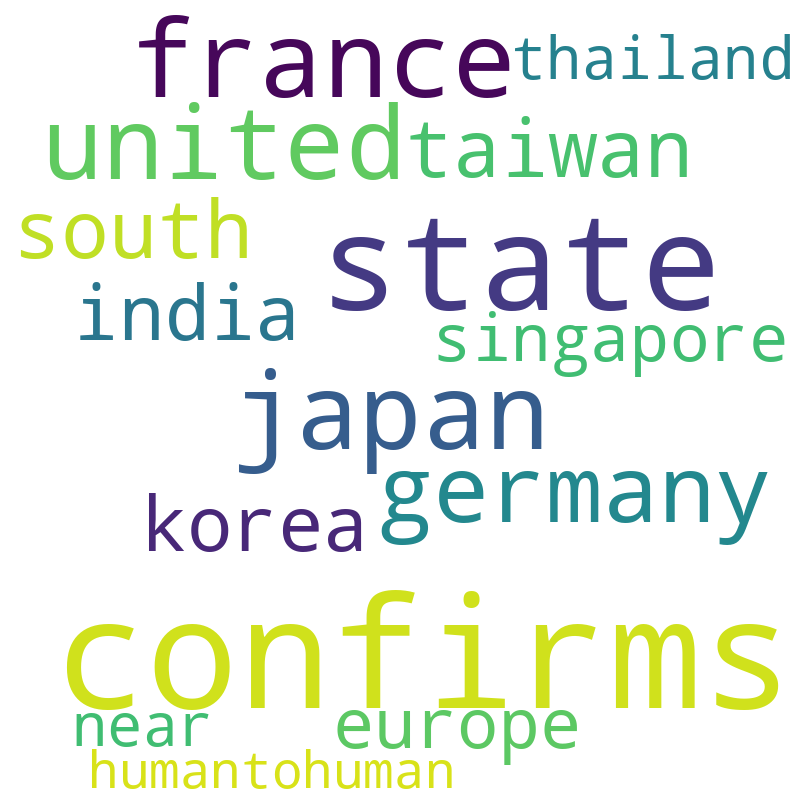 france
thailand
united
taiwan
south
state
india
singapore
japan
germany
korea
confirms
near
europe
humantohuman